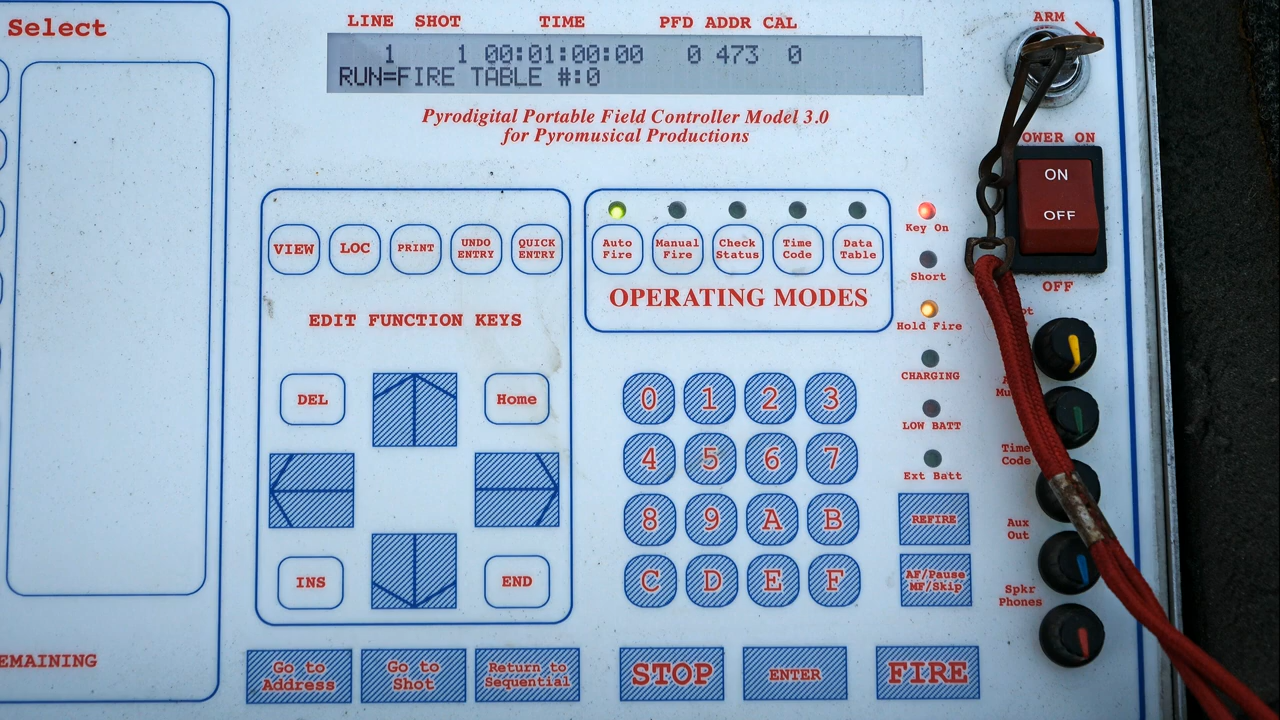 Select
LINE SHOT TIME PFD ADDR CAL
1 1 00:01:00:00 0 473 0
RUN=FIRE TABLE #:0
Pyrodigital Portable Field Controller Model 3.0
for Pyromusical Productions
ARM
OWER ON
ON
OFF
OFF
VIEW
LOC
PRINT
UNDO
ENTRY
QUICK
ENTRY
EDIT FUNCTION KEYS
DEL
Home
INS
END
Auto
Fire
Manual
Fire
Check
Status
Time
Code
Data
Table
OPERATING MODES
Key On
Short
Hold Fire
CHARGING
LOW BATT
Ext Batt
0 1 2 3
4 5 6 7
8 9 A B
C D E F
REFIRE
AF/Pause
MF/Skip
Time
Code
Aux
Out
Spkr
Phones
EMAINING
Go to
Address
Go to
Shot
Return to
Sequential
STOP
ENTER
FIRE